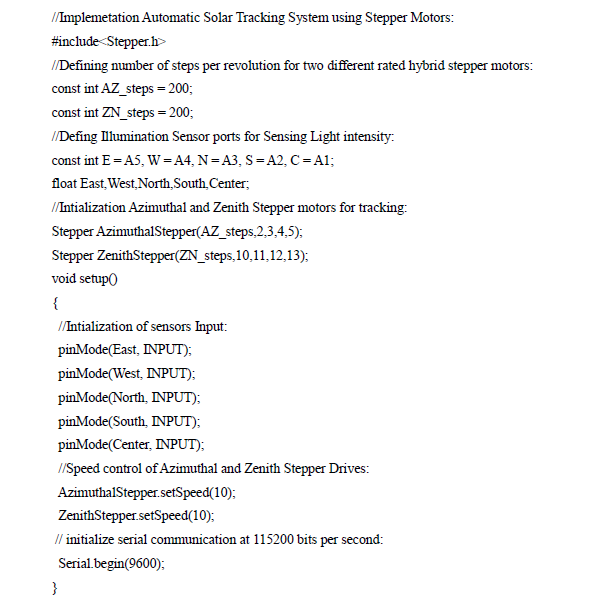 //Implemetation Automatic Solar Tracking System using Stepper Motors:
#include<Stepper.h>
//Defining number of steps per revolution for two different rated hybrid stepper motors:
const int AZ_steps = 200;
const int ZN_steps = 200;
//Defing Illumination Sensor ports for Sensing Light intensity:
const int E = A5, W = A4, N = A3, S = A2, C = A1;
float East,West,North,South,Center;
//Intialization Azimuthal and Zenith Stepper motors for tracking:
Stepper AzimuthalStepper(AZ_steps,2,3,4,5);
Stepper ZenithStepper(ZN_steps,10,11,12,13);
void setup()
{
//Intialization of sensors Input:
pinMode(East, INPUT);
pinMode(West, INPUT);
pinMode(North, INPUT);
pinMode(South, INPUT);
pinMode(Center, INPUT);
//Speed control of Azimuthal and Zenith Stepper Drives:
AzimuthalStepper.setSpeed(10);
ZenithStepper.setSpeed(10);
// initialize serial communication at 115200 bits per second:
Serial.begin(9600);
}